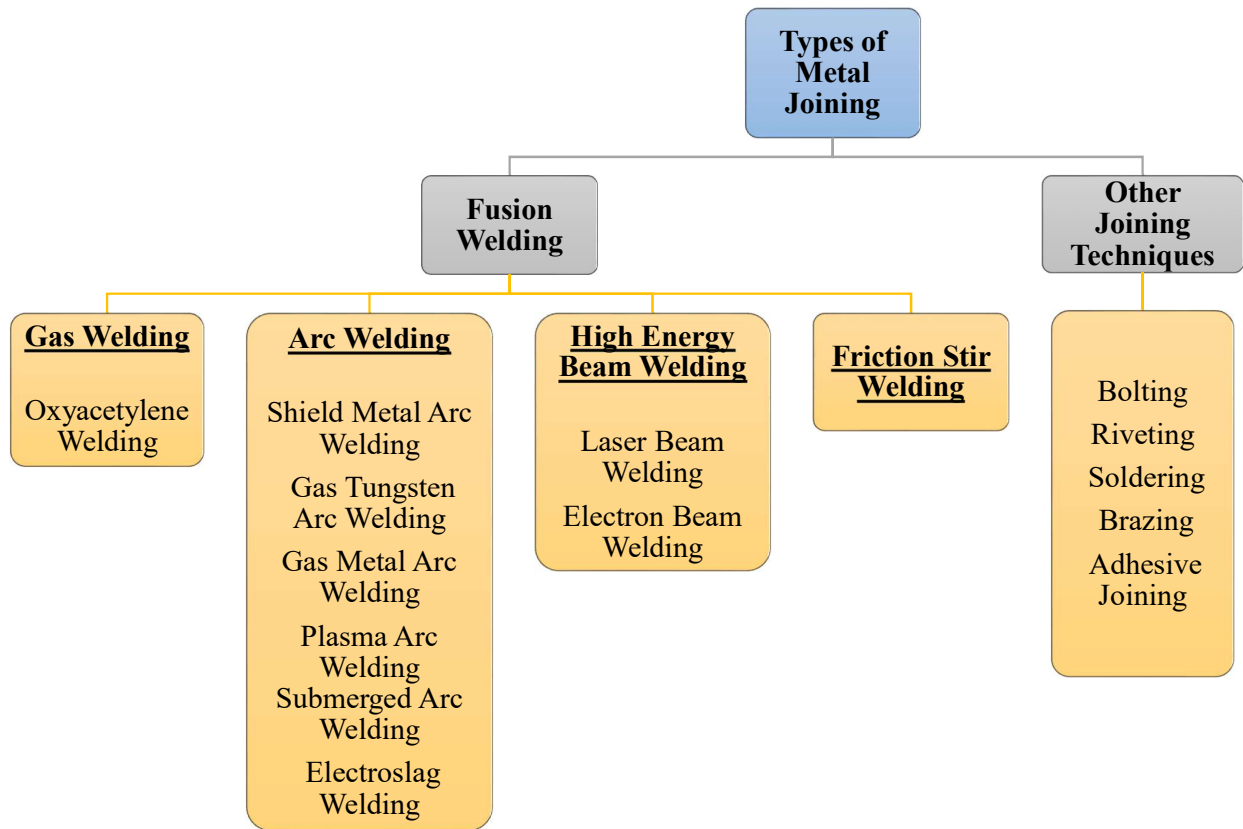 Types of
Metal
Joining
Fusion
Welding
Other
Joining
Techniques
Gas Welding
Oxyacetylene
Welding
Arc Welding
Shield Metal Arc
Welding
Gas Tungsten
Arc Welding
Gas Metal Arc
Welding
Plasma Arc
Welding
Submerged Arc
Welding
Electroslag
Welding
High Energy
Beam Welding
Laser Beam
Welding
Electron Beam
Welding
Friction Stir
Welding
Bolting
Riveting
Soldering
Brazing
Adhesive
Joining